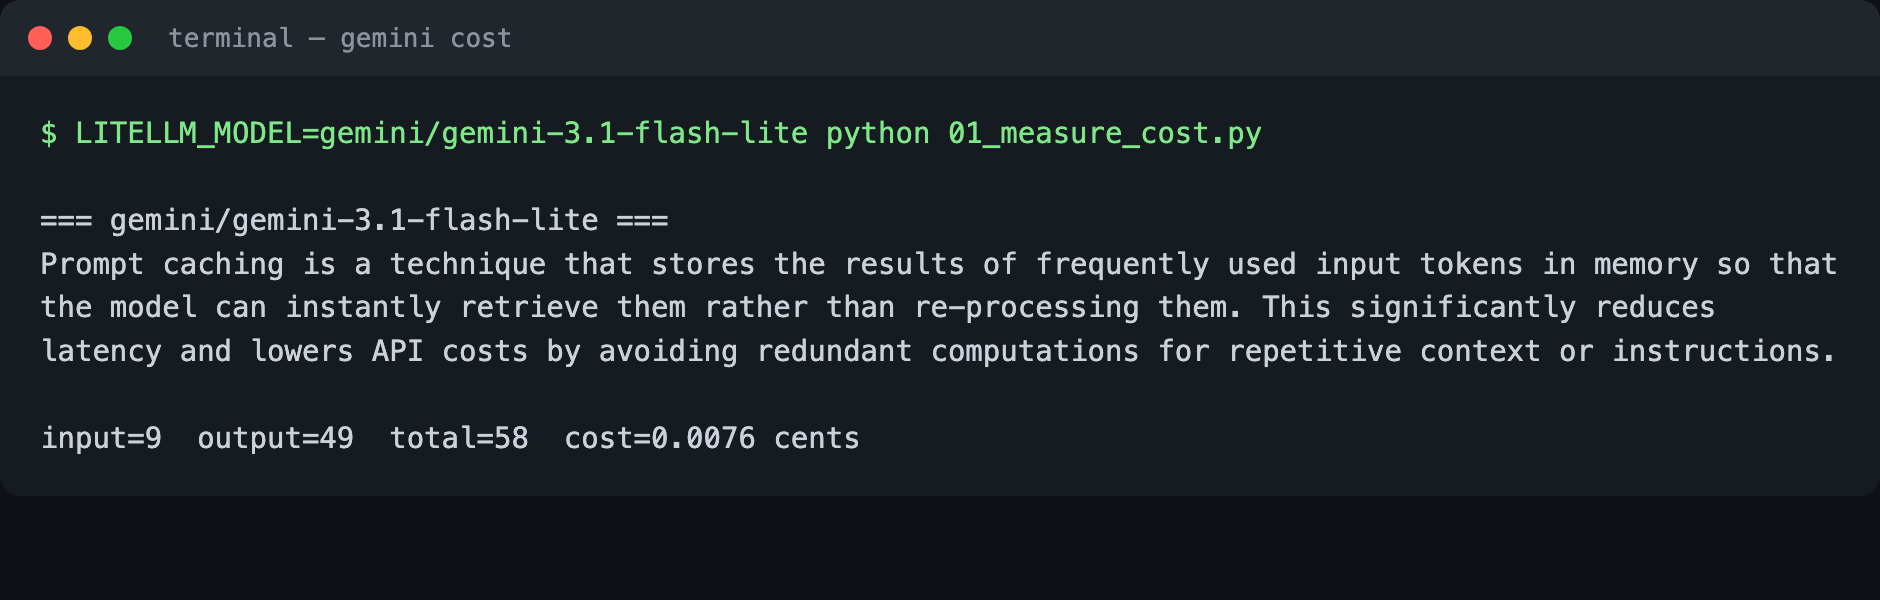 terminal — gemini cost
$ LITELLM_MODEL=gemini/gemini-3.1-flash-lite python 01_measure_cost.py
=== gemini/gemini-3.1-flash-lite ===
Prompt caching is a technique that stores the results of frequently used input tokens in memory so that
the model can instantly retrieve them rather than re-processing them. This significantly reduces
latency and lowers API costs by avoiding redundant computations for repetitive context or instructions.
input=9  output=49  total=58  cost=0.0076 cents